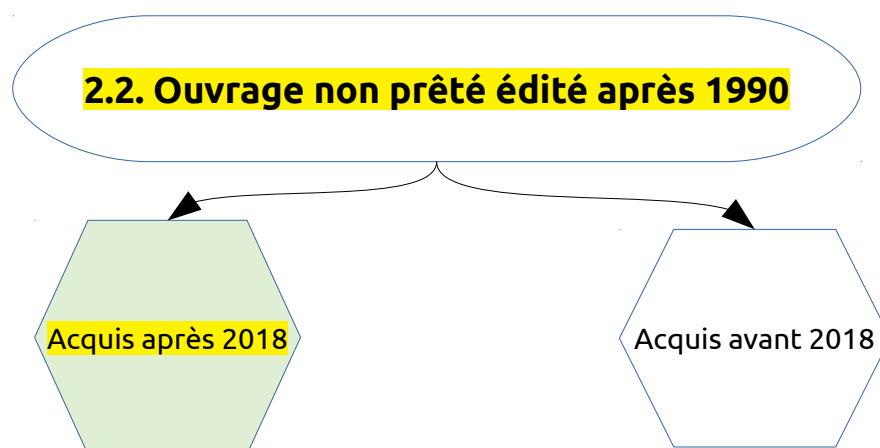 2.2. Ouvrage non prêté édité après 1990
Acquis après 2018
Acquis avant 2018